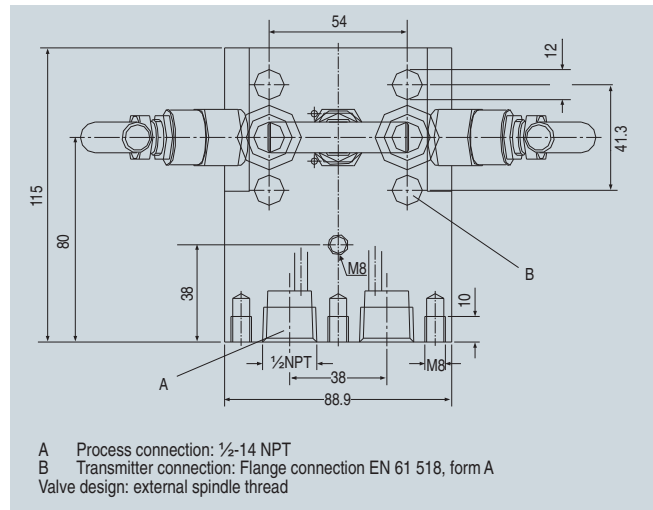 54
12
41.3
115
80
38
M8
B
10
½NPT
M8
A
38
88.9
A Process connection: ½-14 NPT
B Transmitter connection: Flange connection EN 61 518, form A
Valve design: external spindle thread